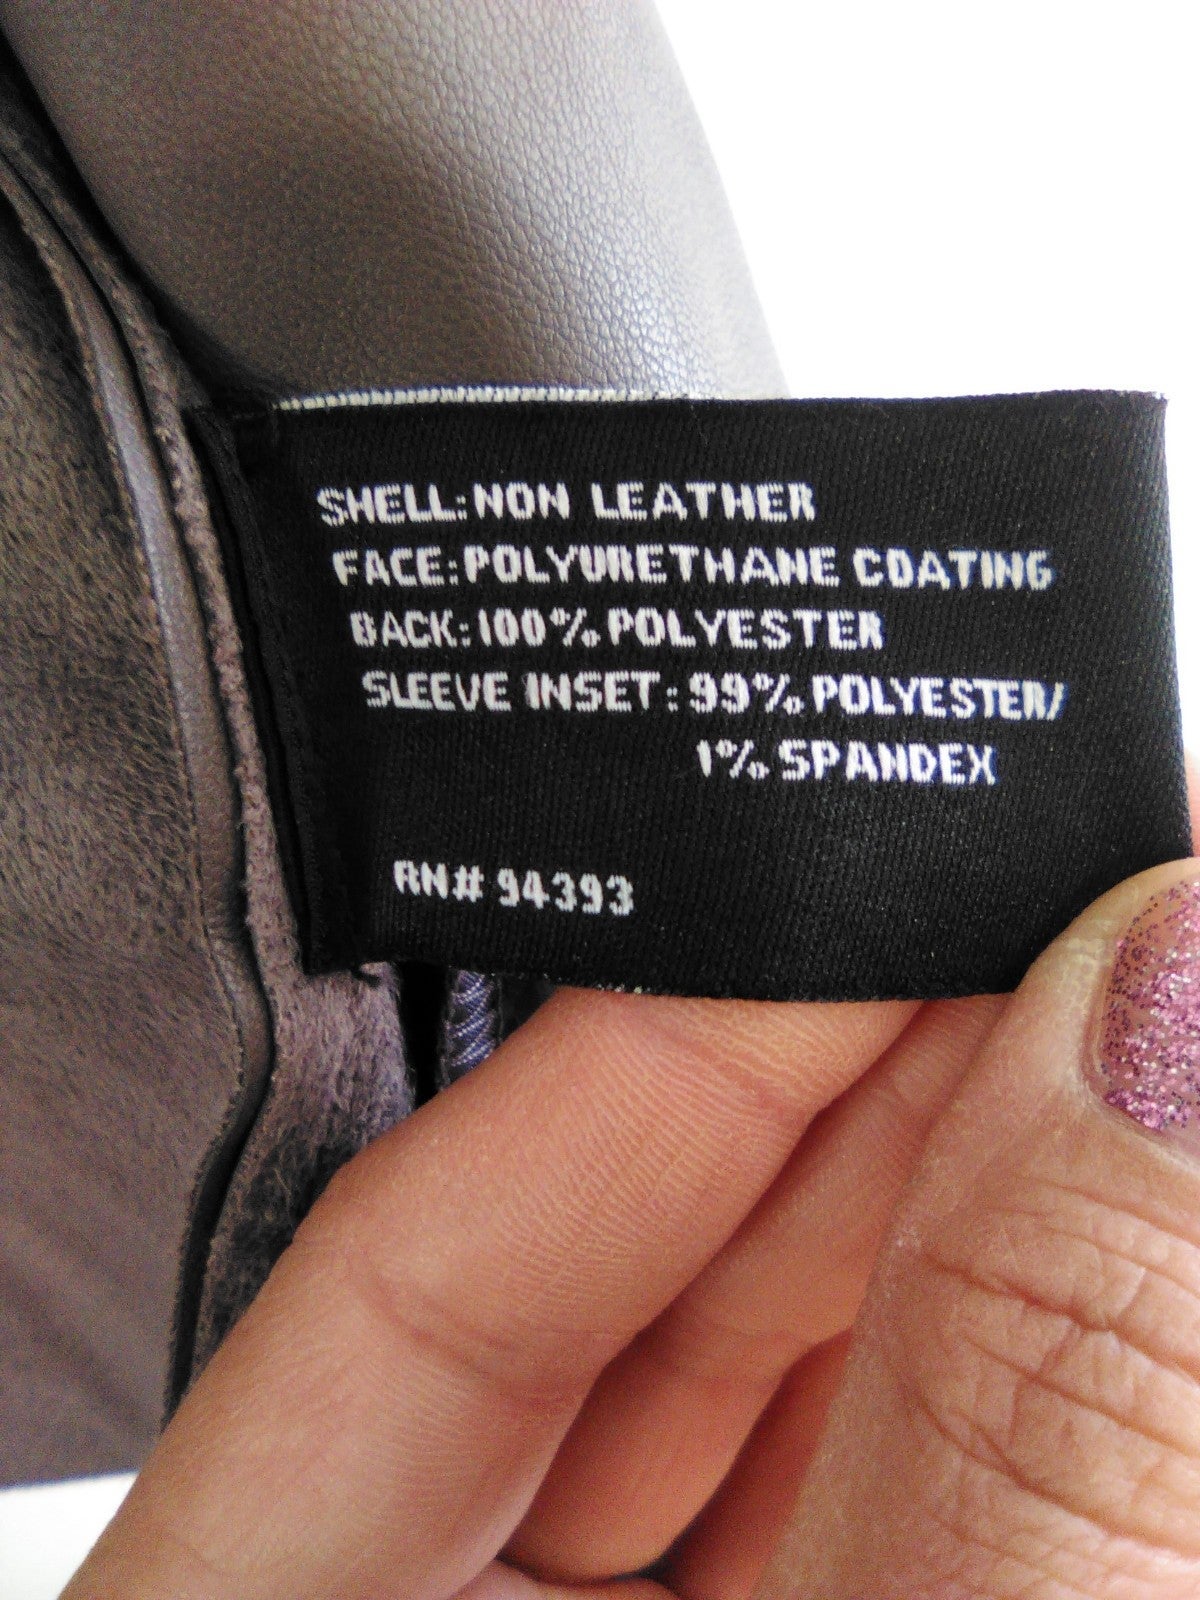 SHELL: NON LEATHER
FACE: POLYURETHANE COATING
BACK: 100% POLYESTER
SLEEVE INSET: 99% POLYESTER/
1% SPANDEX
RN# 94393